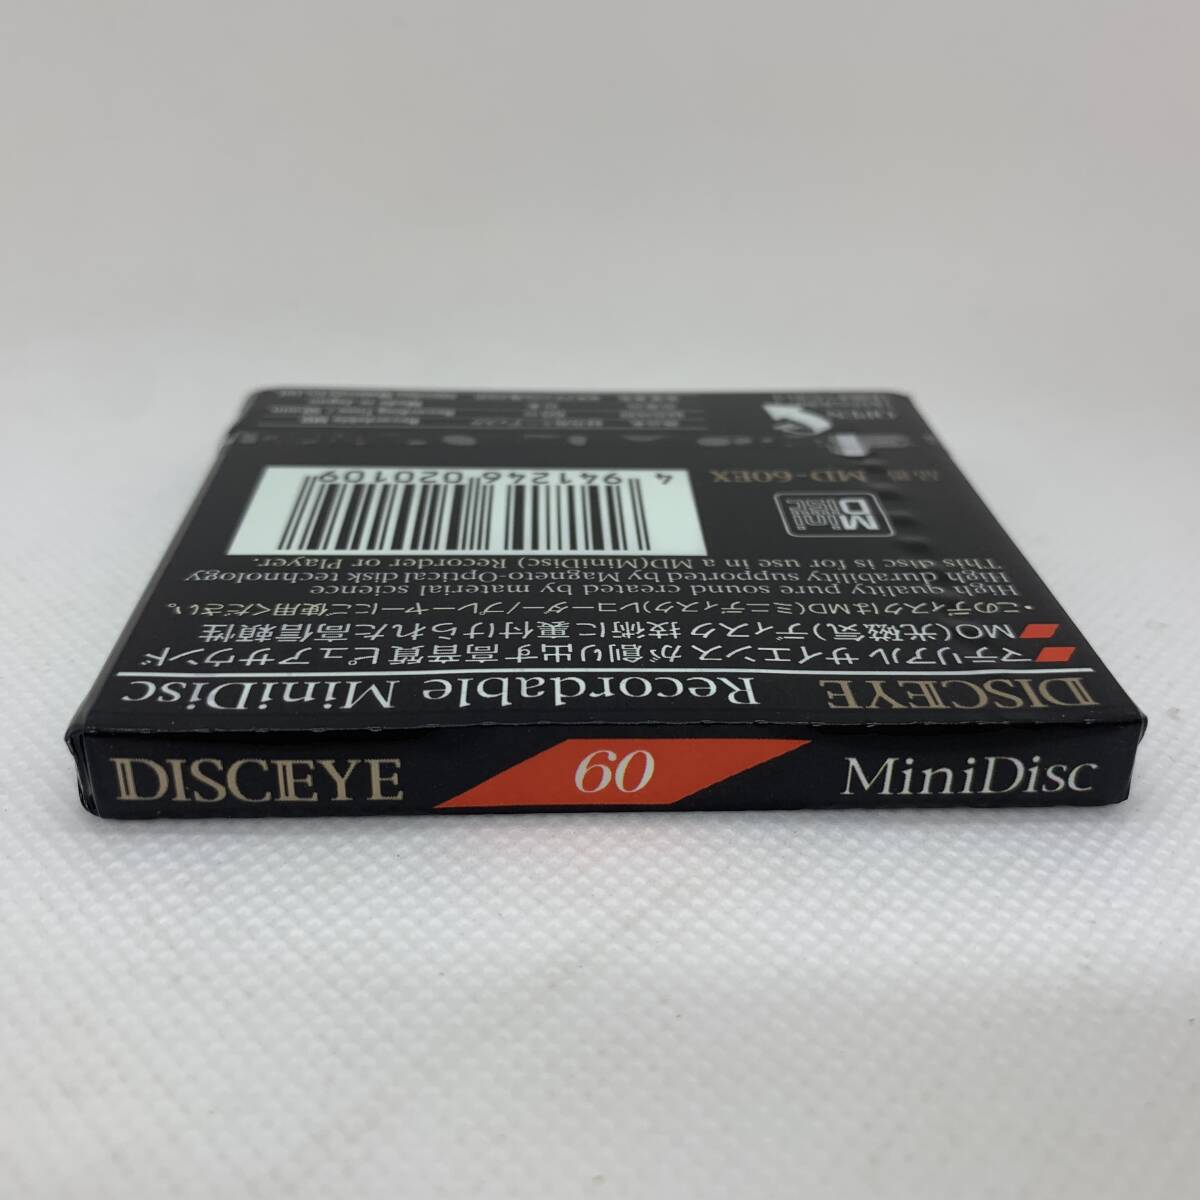 DISCEYE 60 MiniDisc
DISCEYE Recordable MiniDisc
マテリアル サイエンスが創り出す高音質ピュアサウンド
MO(光磁気)ディスク技術に裏付けられた高信頼性
・このディスクはMD(ミニディスク)レコーダー/プレーヤーにご使用ください。
High quality pure sound created by material science
High durability supported by Magneto-Optical disk technology
This disc is for use in a MD(MiniDisc) Recorder or Player.
Mini Disc
品番 MD-60EX
4 941246 020109